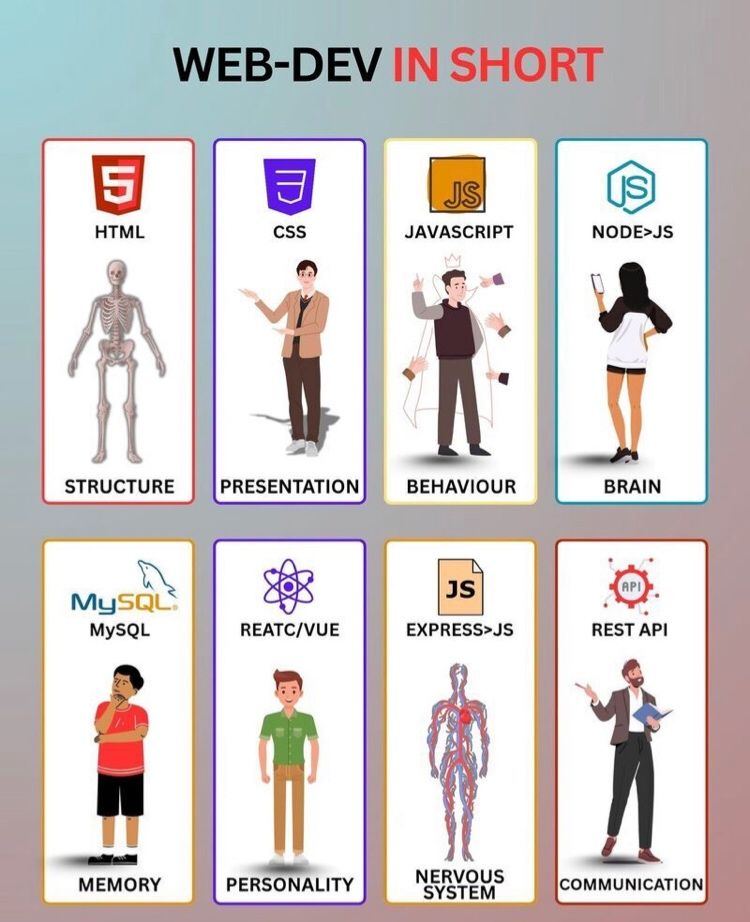 WEB-DEV IN SHORT
5
3
JS
JS
HTML
CSS
JAVASCRIPT
NODE>JS
STRUCTURE
PRESENTATION
BEHAVIOUR
BRAIN
MySQL®
JS
API
MySQL
REATC/VUE
EXPRESS>JS
REST API
MEMORY
PERSONALITY
NERVOUS
SYSTEM
COMMUNICATION